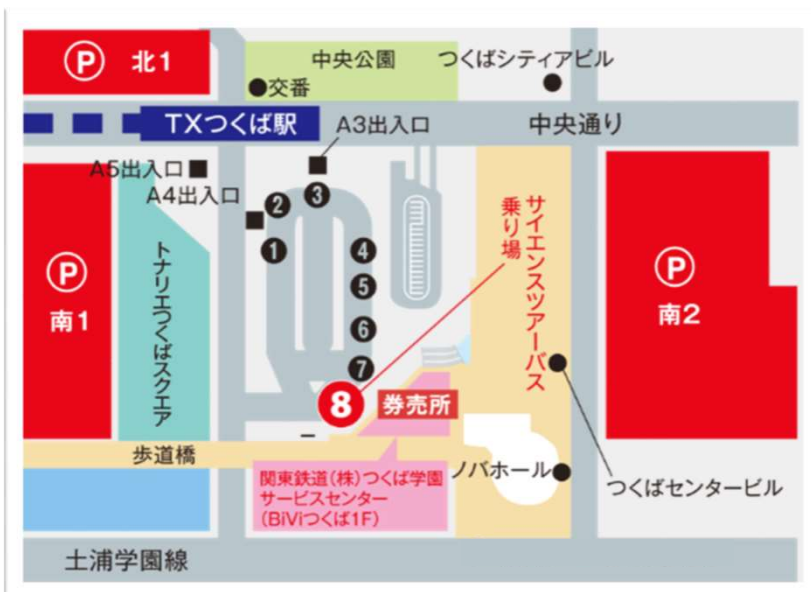 P 北1
中央公園
つくばシティアビル
交番
TXつくば駅
A3出入口
中央通り
A5出入口
A4出入口
1
2
3
4
5
6
7
8
サイエンスツアーバス
乗り場
P
南1
トナリエつくばスクエア
P
南2
券売所
歩道橋
関東鉄道(株)つくば学園
サービスセンター
(BiViつくば1F)
ノバホール
つくばセンタービル
土浦学園線